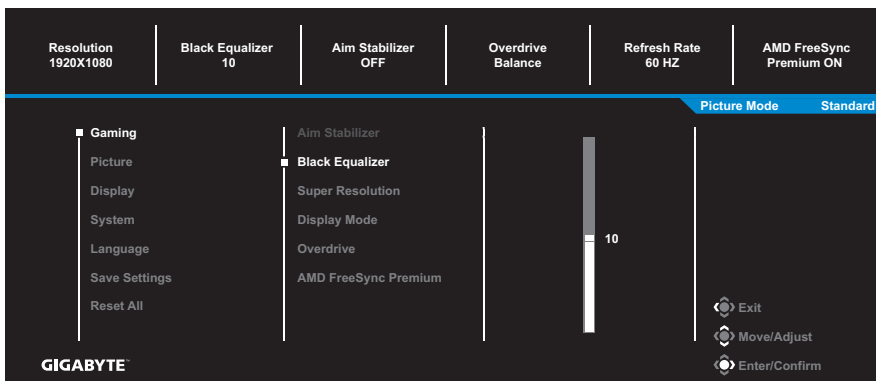 Resolution
1920X1080
Black Equalizer
10
Aim Stabilizer
OFF
Overdrive
Balance
Refresh Rate
60 HZ
AMD FreeSync
Premium ON
Picture Mode Standard
Gaming
Picture
Display
System
Language
Save Settings
Reset All
Aim Stabilizer
Black Equalizer
Super Resolution
Display Mode
Overdrive
AMD FreeSync Premium
10
Exit
Move/Adjust
Enter/Confirm
GIGABYTE™